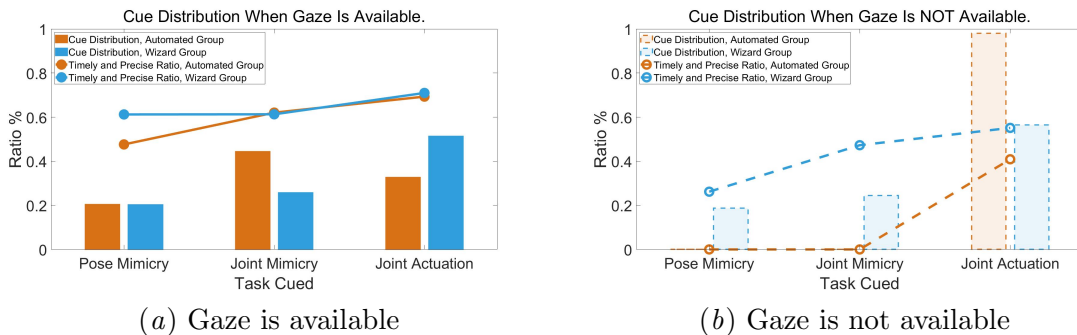 Cue Distribution When Gaze Is Available.
Cue Distribution, Automated Group
Cue Distribution, Wizard Group
Timely and Precise Ratio, Automated Group
Timely and Precise Ratio, Wizard Group
Ratio %
1
0.8
0.6
0.4
0.2
0
Pose Mimicry
Joint Mimicry
Joint Actuation
Task Cued
(a) Gaze is available
Cue Distribution When Gaze Is NOT Available.
Cue Distribution, Automated Group
Cue Distribution, Wizard Group
Timely and Precise Ratio, Automated Group
Timely and Precise Ratio, Wizard Group
Ratio %
1
0.8
0.6
0.4
0.2
0
Pose Mimicry
Joint Mimicry
Joint Actuation
Task Cued
(b) Gaze is not available